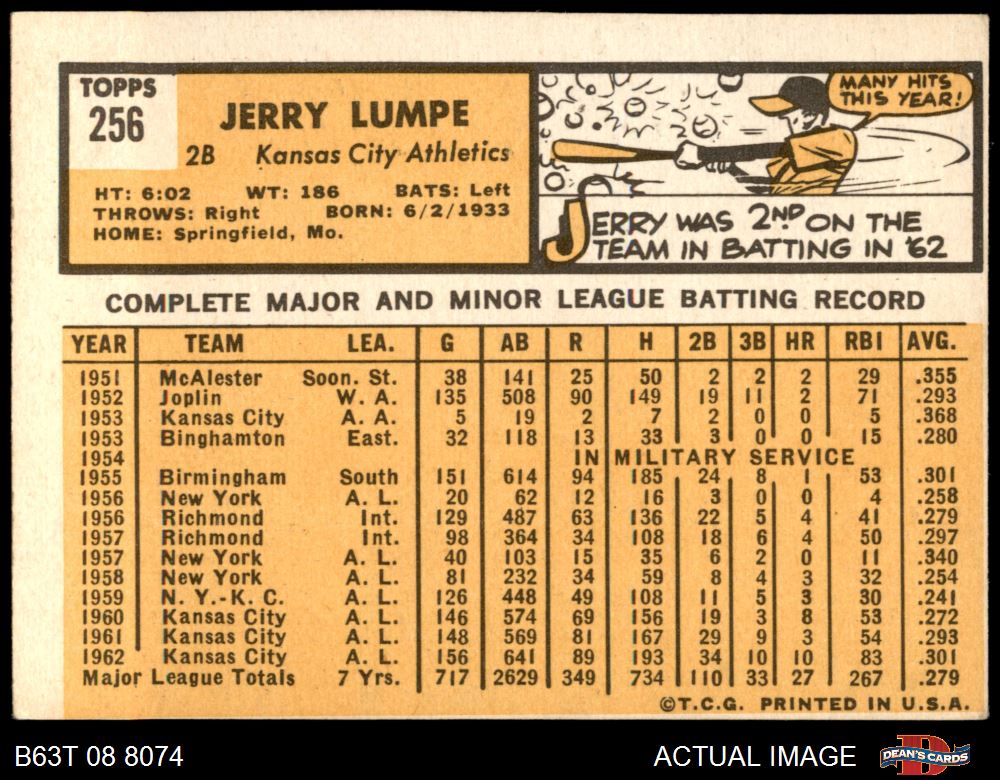 TOPPS
256
JERRY LUMPE
2B Kansas City Athletics
HT: 6:02 WT: 186 BATS: Left
THROWS: Right BORN: 6/2/1933
HOME: Springfield, Mo.
MANY HITS
THIS YEAR!
JERRY WAS 2ND ON THE
TEAM IN BATTING IN '62
COMPLETE MAJOR AND MINOR LEAGUE BATTING RECORD
YEAR TEAM LEA. G AB R H 2B 3B HR RBI AVG.
1951 McAlester Soon. St. 38 141 25 50 2 2 2 29 .355
1952 Joplin W. A. 135 508 90 149 19 11 2 71 .293
1953 Kansas City A. A. 5 19 2 7 2 0 0 5 .368
1953 Binghamton East. 32 118 13 33 3 0 0 15 .280
1954 IN MILITARY SERVICE
1955 Birmingham South 151 614 94 185 24 8 1 53 .301
1956 New York A. L. 20 62 12 16 3 0 0 4 .258
1956 Richmond Int. 129 487 63 136 22 5 4 41 .279
1957 Richmond Int. 98 364 34 108 18 6 4 50 .297
1957 New York A. L. 40 103 15 35 6 2 0 11 .340
1958 New York A. L. 81 232 34 59 8 4 3 32 .254
1959 N. Y.-K. C. A. L. 126 448 49 108 11 5 3 30 .241
1960 Kansas City A. L. 146 574 69 156 19 3 8 53 .272
1961 Kansas City A. L. 148 569 81 167 29 9 3 54 .293
1962 Kansas City A. L. 156 641 89 193 34 10 10 83 .301
Major League Totals 7 Yrs. 717 2629 349 734 110 33 27 267 .279
©T.C.G. PRINTED IN U.S.A.
B63T 08 8074 ACTUAL IMAGE DEAN'S CARDS